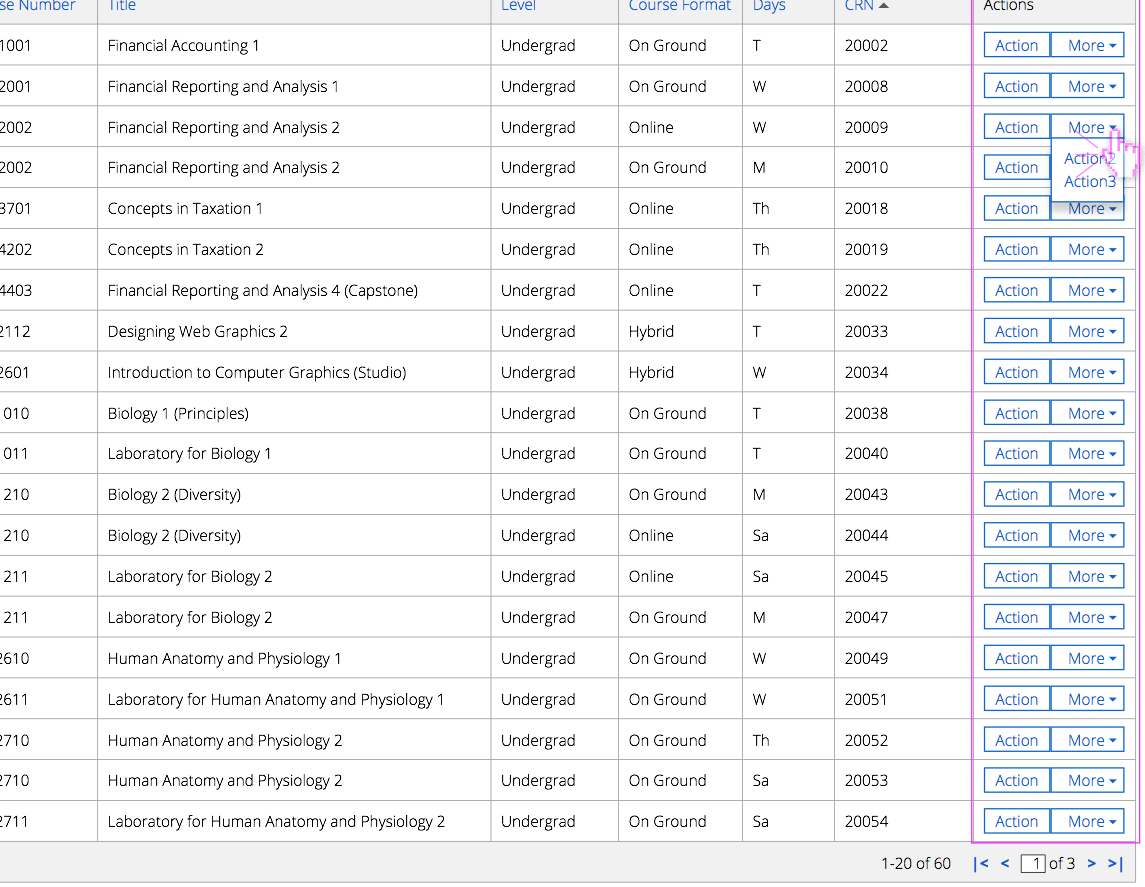 se Number Title Level Course Format Days CRN Actions
1001 Financial Accounting 1 Undergrad On Ground T 20002 Action More
2001 Financial Reporting and Analysis 1 Undergrad On Ground W 20008 Action More
2002 Financial Reporting and Analysis 2 Undergrad Online W 20009 Action More
Action2
2002 Financial Reporting and Analysis 2 Undergrad On Ground M 20010 Action
Action3
3701 Concepts in Taxation 1 Undergrad Online Th 20018 Action More
4202 Concepts in Taxation 2 Undergrad Online Th 20019 Action More
4403 Financial Reporting and Analysis 4 (Capstone) Undergrad Online T 20022 Action More
2112 Designing Web Graphics 2 Undergrad Hybrid T 20033 Action More
2601 Introduction to Computer Graphics (Studio) Undergrad Hybrid W 20034 Action More
010 Biology 1 (Principles) Undergrad On Ground T 20038 Action More
011 Laboratory for Biology 1 Undergrad On Ground T 20040 Action More
210 Biology 2 (Diversity) Undergrad On Ground M 20043 Action More
210 Biology 2 (Diversity) Undergrad Online Sa 20044 Action More
211 Laboratory for Biology 2 Undergrad Online Sa 20045 Action More
211 Laboratory for Biology 2 Undergrad On Ground M 20047 Action More
2610 Human Anatomy and Physiology 1 Undergrad On Ground W 20049 Action More
2611 Laboratory for Human Anatomy and Physiology 1 Undergrad On Ground W 20051 Action More
2710 Human Anatomy and Physiology 2 Undergrad On Ground Th 20052 Action More
2710 Human Anatomy and Physiology 2 Undergrad On Ground Sa 20053 Action More
2711 Laboratory for Human Anatomy and Physiology 2 Undergrad On Ground Sa 20054 Action More
1-20 of 60 |< < 1 of 3 > >|